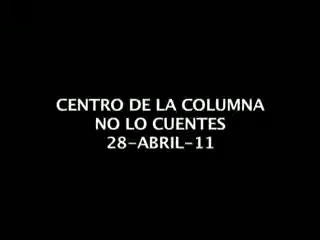 CENTRO DE LA COLUMNA
NO LO CUENTES
28-ABRIL-11